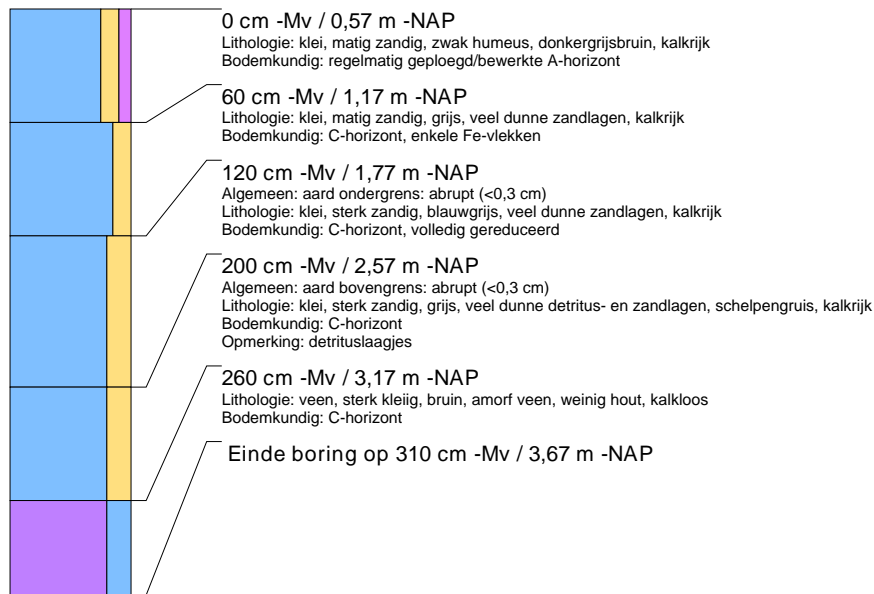 0 cm -Mv / 0,57 m -NAP
Lithologie: klei, matig zandig, zwak humeus, donkergrijsbruin, kalkrijk
Bodemkundig: regelmatig geploegd/bewerkte A-horizont
60 cm -Mv / 1,17 m -NAP
Lithologie: klei, matig zandig, grijs, veel dunne zandlagen, kalkrijk
Bodemkundig: C-horizont, enkele Fe-vlekken
120 cm -Mv / 1,77 m -NAP
Algemeen: aard ondergrens: abrupt (<0,3 cm)
Lithologie: klei, sterk zandig, blauwgrijs, veel dunne zandlagen, kalkrijk
Bodemkundig: C-horizont, volledig gereduceerd
200 cm -Mv / 2,57 m -NAP
Algemeen: aard bovengrens: abrupt (<0,3 cm)
Lithologie: klei, sterk zandig, grijs, veel dunne detritus- en zandlagen, schelpengruis, kalkrijk
Bodemkundig: C-horizont
Opmerking: detrituslaagjes
260 cm -Mv / 3,17 m -NAP
Lithologie: veen, sterk kleiig, bruin, amorf veen, weinig hout, kalkloos
Bodemkundig: C-horizont
Einde boring op 310 cm -Mv / 3,67 m -NAP